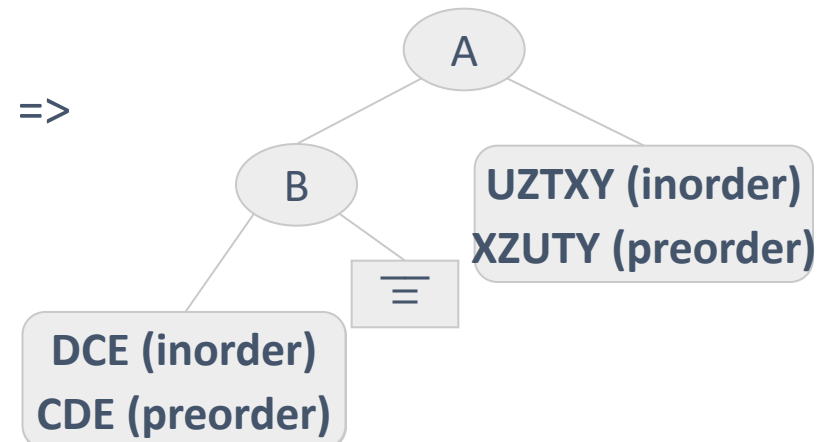 A
=>
B
UZTXY (inorder)
XZUTY (preorder)
DCE (inorder)
CDE (preorder)